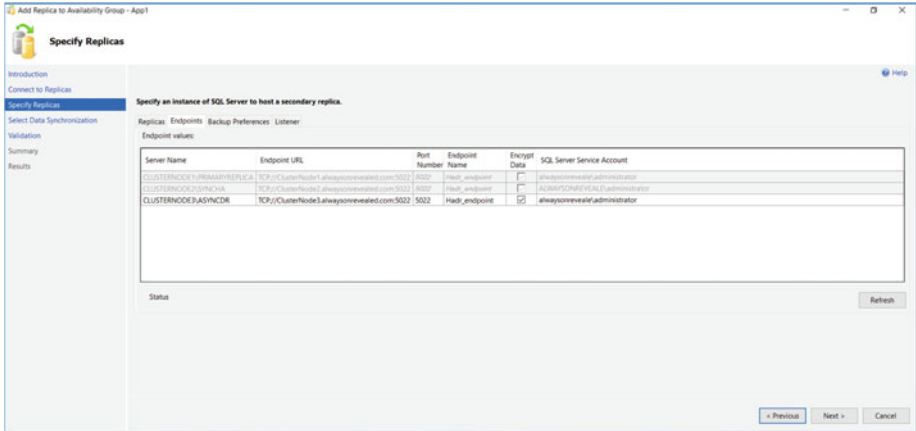 Add Replica to Availability Group - App1
Specify Replicas
Introduction
Help
Connect to Replicas
Specify Replicas
Specify an instance of SQL Server to host a secondary replica.
Select Data Synchronization
Replicas Endpoints Backup Preferences Listener
Validation
Endpoint values:
Summary
Results
Server Name Endpoint URL Port Number Endpoint Name Encrypt Data SQL Server Service Account
CLUSTERNODE1\PRIMARYREPLICA TCP://ClusterNode1.alwaysonrevealed.com:5022 5022 Hadr_endpoint alwaysonreveale\administrator
CLUSTERNODE2\SYNCHA TCP://ClusterNode2.alwaysonrevealed.com:5022 5022 Hadr_endpoint ALWAYSONREVEALE\administrator
CLUSTERNODE3\ASYNCDR TCP://ClusterNode3.alwaysonrevealed.com:5022 5022 Hadr_endpoint alwaysonreveale\administrator
Status
Refresh
< Previous Next > Cancel